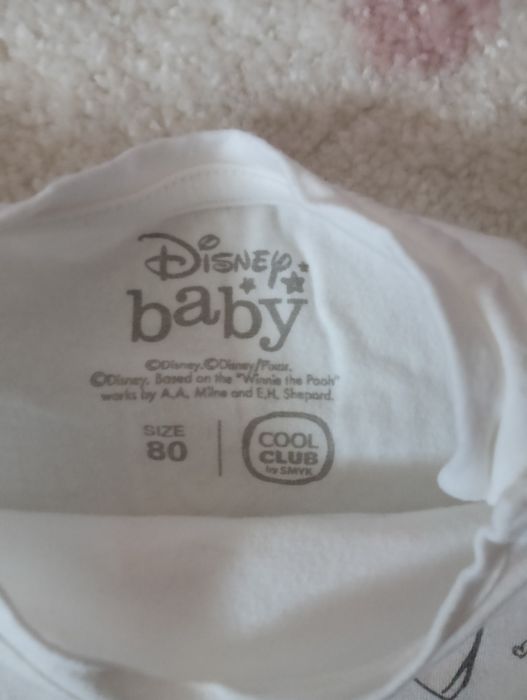 Disney
baby
©Disney.©Disney/Pixar.
©Disney. Based on the "Winnie the Pooh"
works by A.A. Milne and E.H. Shepard.
SIZE
80
COOL
CLUB
by SMYK